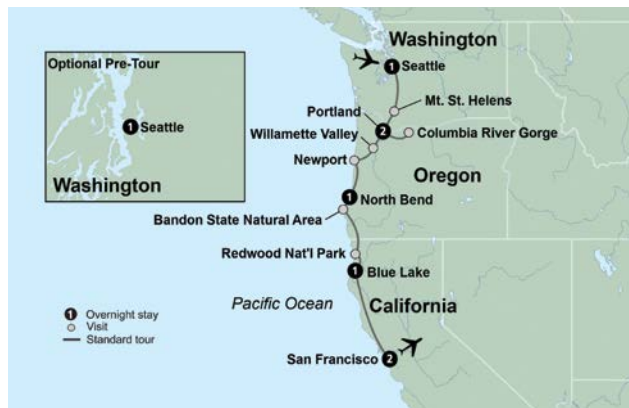 Optional Pre-Tour
1 Seattle
Washington
Washington
1 Seattle
Mt. St. Helens
Portland
2
Willamette Valley
Columbia River Gorge
Newport
Oregon
1 North Bend
Bandon State Natural Area
Redwood Nat'l Park
1 Blue Lake
Pacific Ocean
California
1 Overnight stay
Visit
Standard tour
San Francisco 2